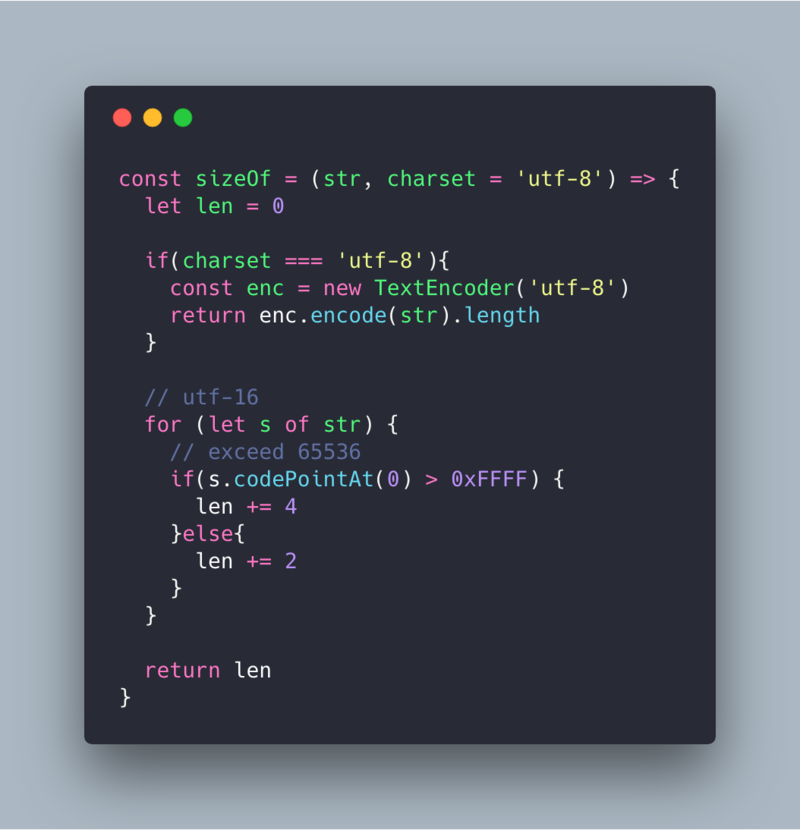 const sizeOf = (str, charset = 'utf-8') => {
  let len = 0

  if(charset === 'utf-8'){
    const enc = new TextEncoder('utf-8')
    return enc.encode(str).length
  }

  // utf-16
  for (let s of str) {
    // exceed 65536
    if(s.codePointAt(0) > 0xFFFF) {
      len += 4
    }else{
      len += 2
    }
  }

  return len
}